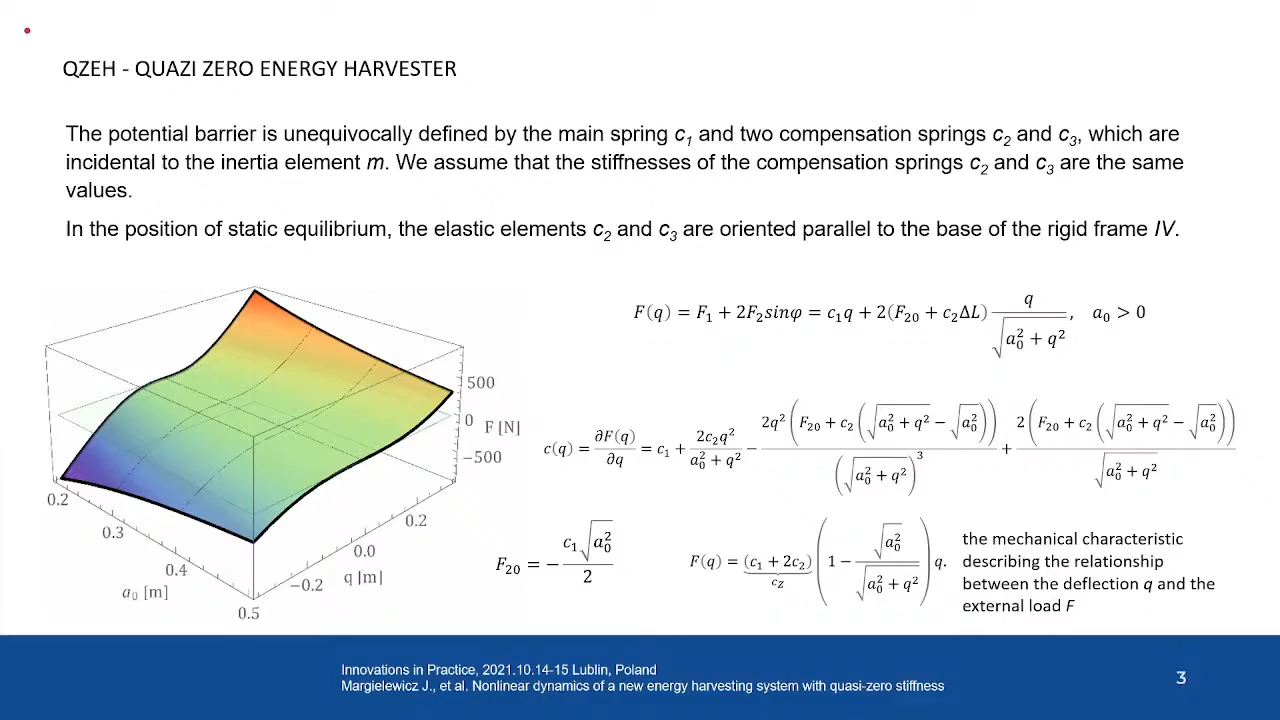 QZEH - QUAZI ZERO ENERGY HARVESTER
The potential barrier is unequivocally defined by the main spring c₁ and two compensation springs c₂ and c₃, which are
incidental to the inertia element m. We assume that the stiffnesses of the compensation springs c₂ and c₃ are the same
values.
In the position of static equilibrium, the elastic elements c₂ and c₃ are oriented parallel to the base of the rigid frame IV.
F(q) = F₁ + 2F₂sinφ = c₁q + 2(F₂₀ + c₂ΔL) q / √(a₀² + q²), a₀ > 0
500
0
F [N]
−500
c(q) = ∂F(q)/∂q = c₁ + 2c₂q² / (a₀² + q²) − 2q²(F₂₀ + c₂(√(a₀² + q²) − √(a₀²))) / (√(a₀² + q²))³ + 2(F₂₀ + c₂(√(a₀² + q²) − √(a₀²))) / √(a₀² + q²)
0.2
0.3
0.4
0.5
a₀ [m]
−0.2
0.0
0.2
q [m]
F₂₀ = − c₁√(a₀²) / 2
F(q) = (c₁ + 2c₂) (1 − √(a₀²) / √(a₀² + q²)) q.
c_Z
the mechanical characteristic
describing the relationship
between the deflection q and the
external load F
Innovations in Practice, 2021.10.14-15 Lublin, Poland
Margielewicz J., et al. Nonlinear dynamics of a new energy harvesting system with quasi-zero stiffness
3